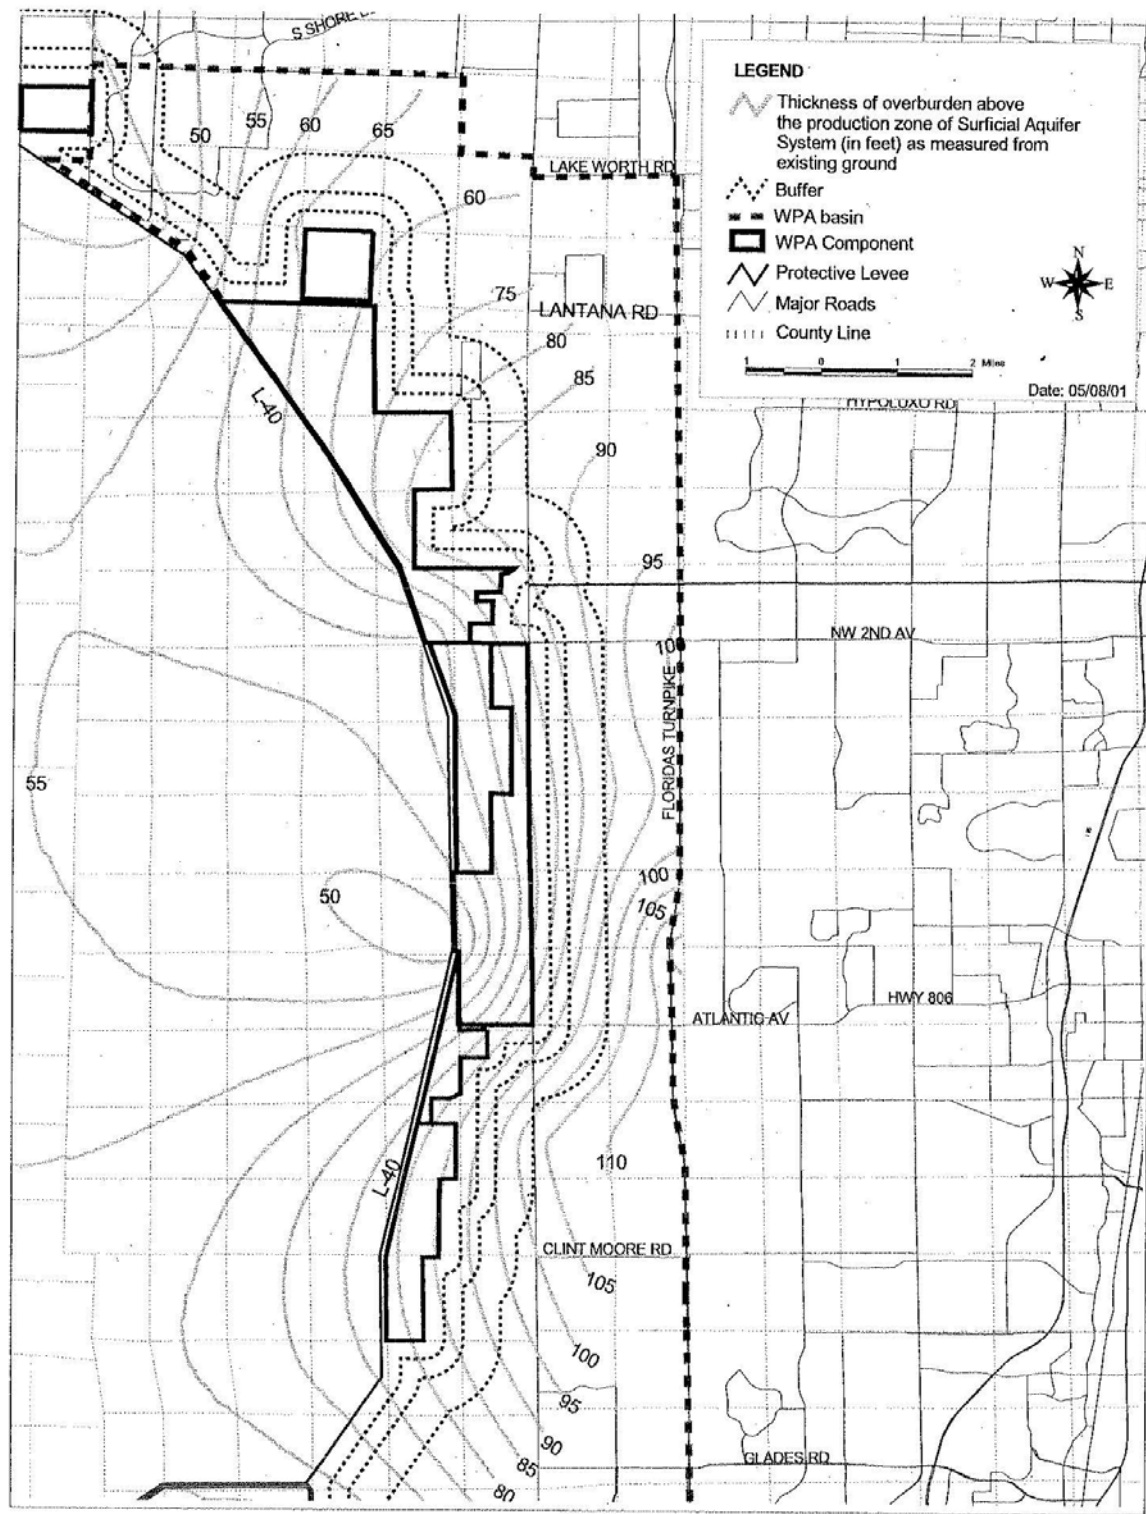 S SHORE
LEGEND
Thickness of overburden above
the production zone of Surficial Aquifer
System (in feet) as measured from
existing ground
Buffer
WPA basin
WPA Component
Protective Levee
Major Roads
County Line
N
W E
S
1 0 1 2 Miles
Date: 05/08/01
50
55
60
65
LAKE WORTH RD
60
75
LANTANA RD
80
85
HYPOLUXO RD
L-40
90
95
NW 2ND AV
100
FLORIDAS TURNPIKE
55
50
100
105
HWY 806
ATLANTIC AV
110
L-40
CLINT MOORE RD
105
100
95
90
85
80
GLADES RD